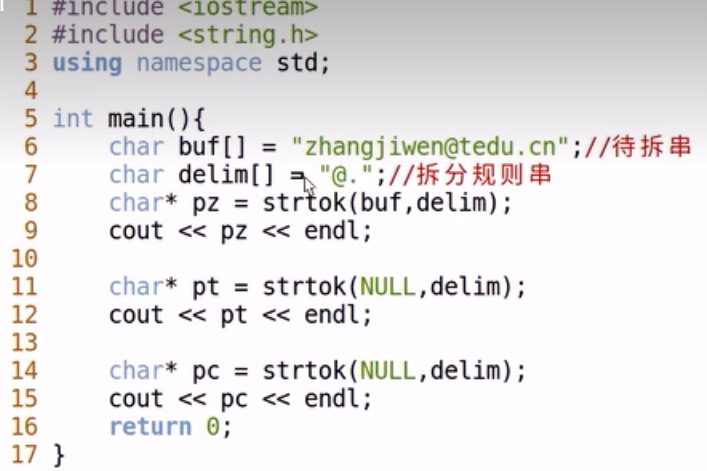 1 #include <iostream>
2 #include <string.h>
3 using namespace std;
4
5 int main(){
6     char buf[] = "zhangjiwen@tedu.cn";//待拆串
7     char delim[] = "@.";//拆分规则串
8     char* pz = strtok(buf,delim);
9     cout << pz << endl;
10
11     char* pt = strtok(NULL,delim);
12     cout << pt << endl;
13
14     char* pc = strtok(NULL,delim);
15     cout << pc << endl;
16     return 0;
17 }